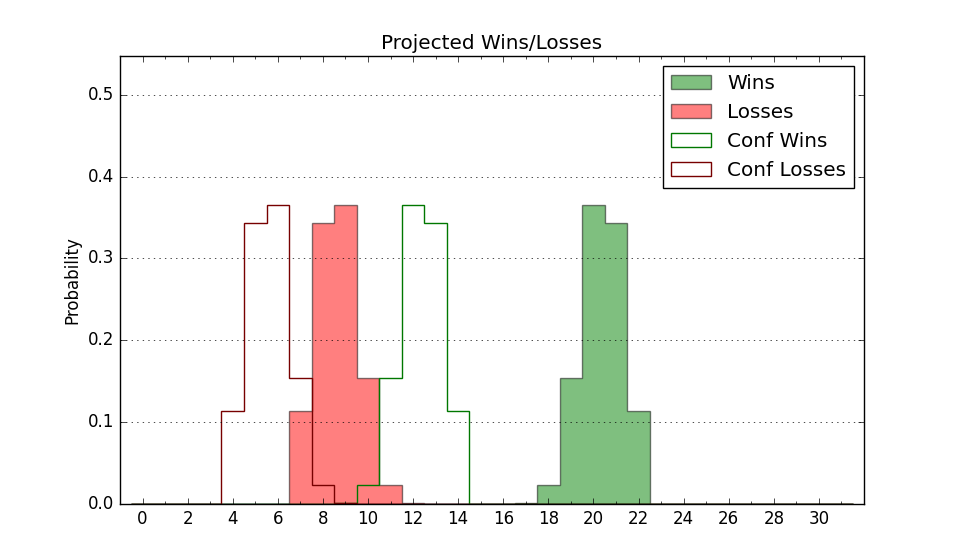 Projected Wins/Losses
Wins
Losses
Conf Wins
Conf Losses
Probability
0.5
0.4
0.3
0.2
0.1
0.0
0 2 4 6 8 10 12 14 16 18 20 22 24 26 28 30